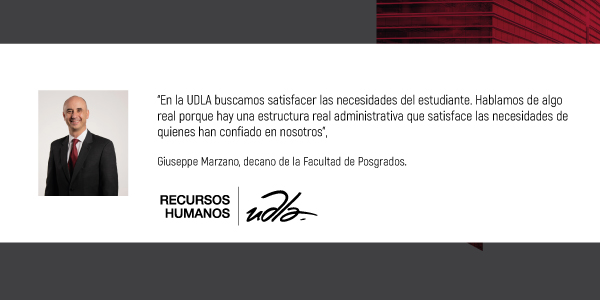 “En la UDLA buscamos satisfacer las necesidades del estudiante. Hablamos de algo
real porque hay una estructura real administrativa que satisface las necesidades de
quienes han confiado en nosotros”,
Giuseppe Marzano, decano de la Facultad de Posgrados.
RECURSOS
HUMANOS
udla.